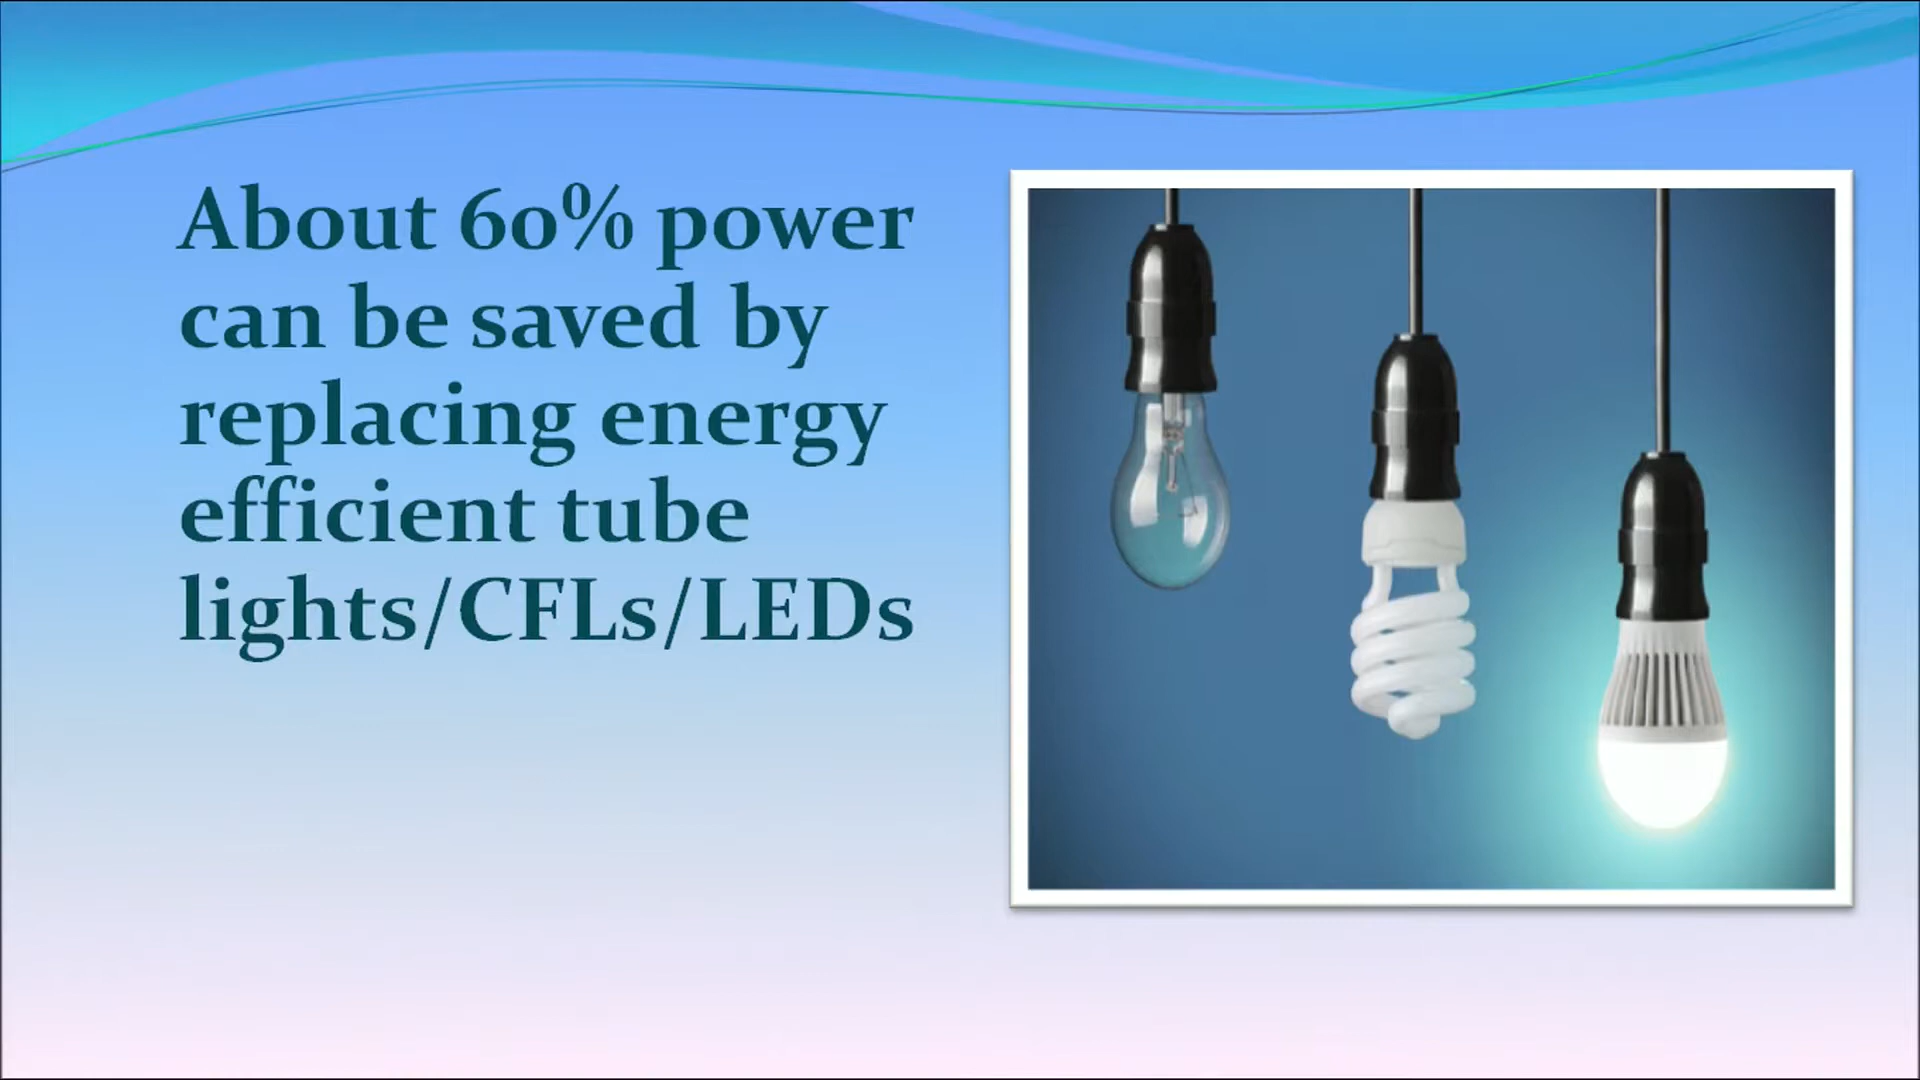 About 60% power
can be saved by
replacing energy
efficient tube
lights/CFLs/LEDs